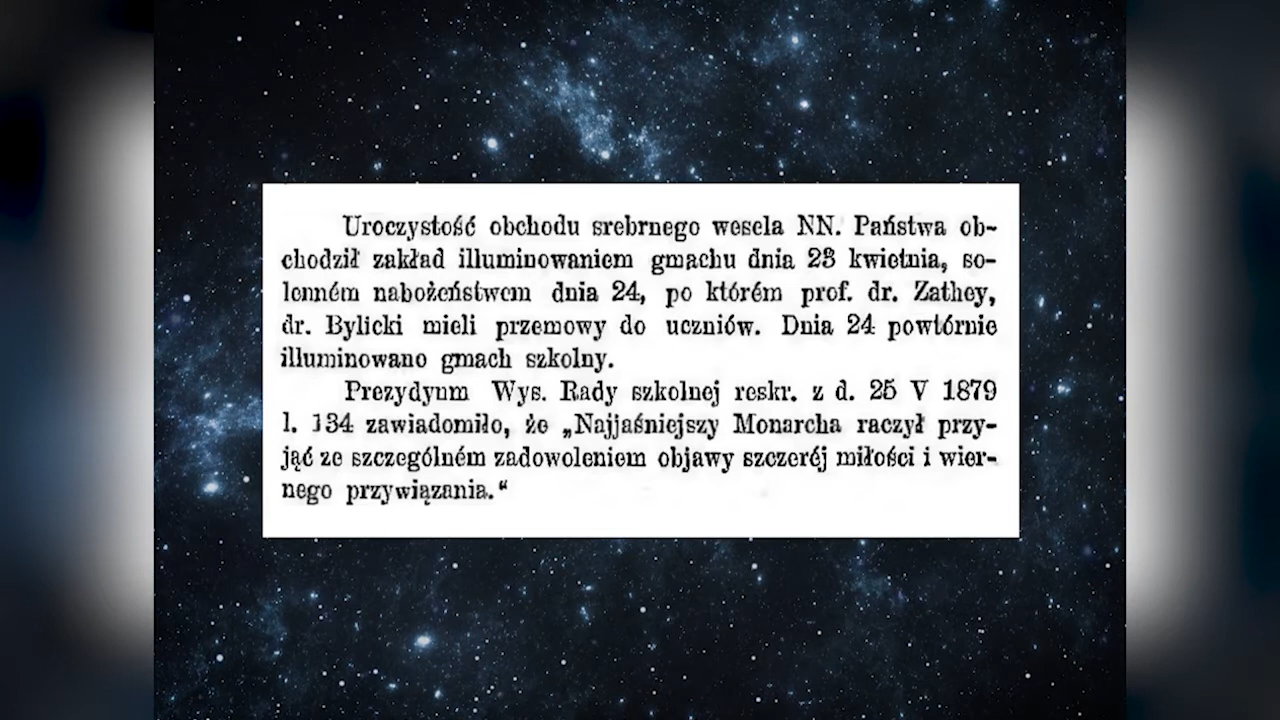 Uroczystość obchodu srebrnego wesela NN. Państwa ob-
chodził zakład illuminowaniem gmachu dnia 23 kwietnia, so-
lenném nabożeństwem dnia 24, po którém prof. dr. Zathey,
dr. Bylicki mieli przemowy do uczniów. Dnia 24 powtórnie
illuminowano gmach szkolny.
Prezydyum Wys. Rady szkolnej reskr. z d. 25 V 1879
l. 134 zawiadomiło, że „Najjaśniejszy Monarcha raczył przy-
jąć ze szczególném zadowoleniem objawy szczeréj miłości i wier-
nego przywiązania.“